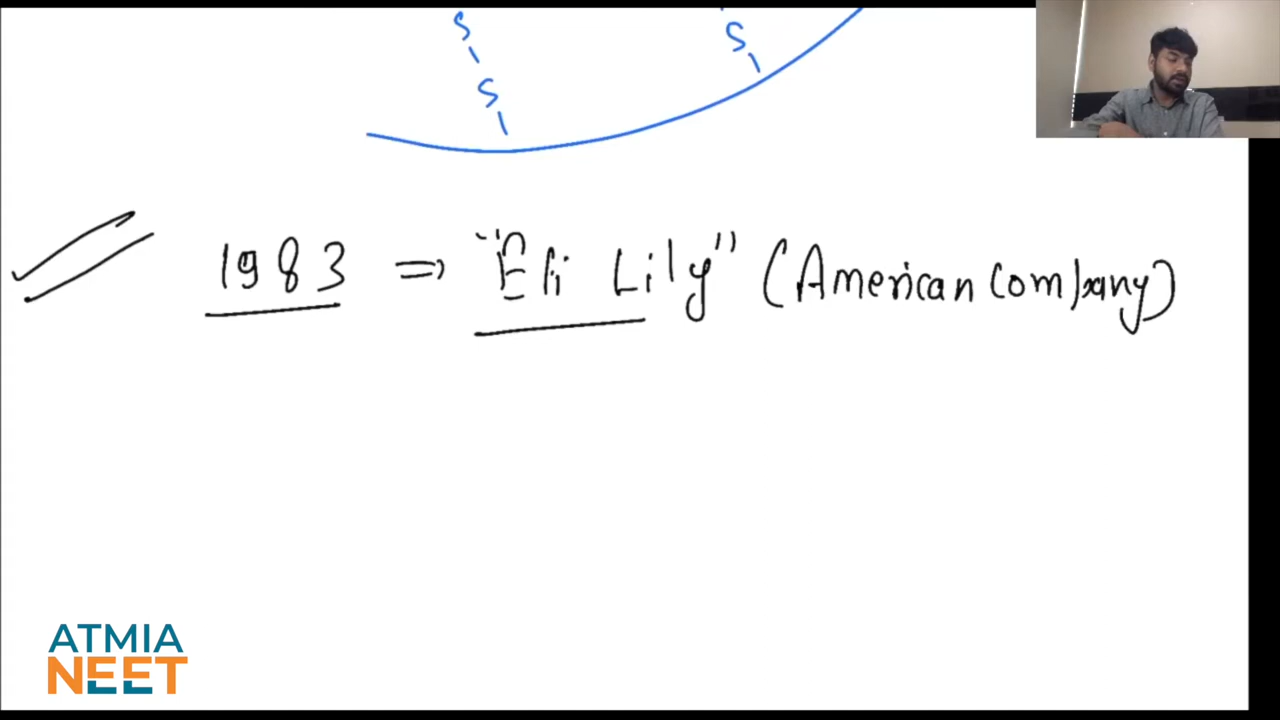 S S
S
1983 ⇒ "Eli Lily" (American Company)
ATMIA
NEET